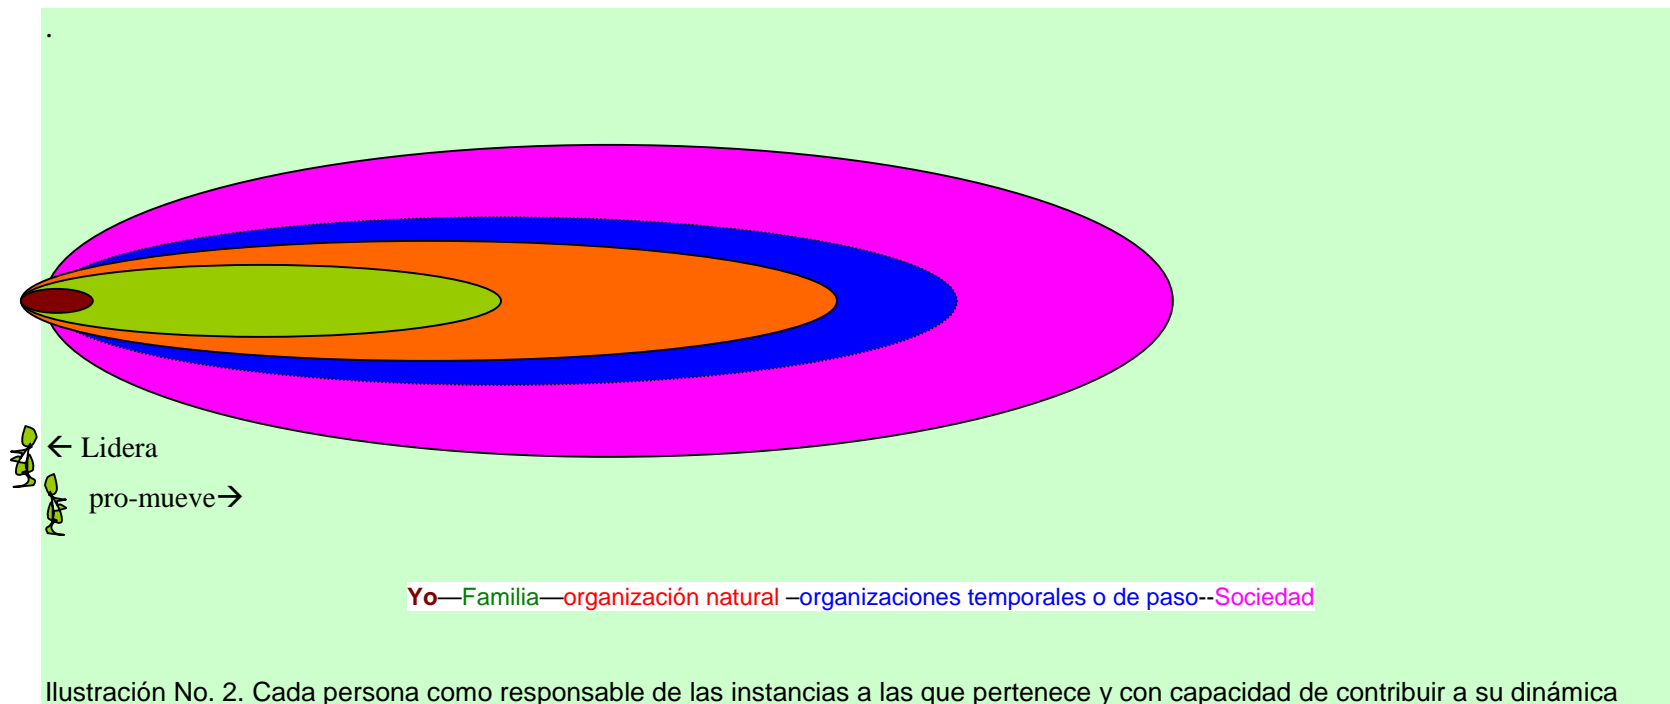 .
← Lidera
pro-mueve→
Yo—Familia—organización natural –organizaciones temporales o de paso--Sociedad
Ilustración No. 2. Cada persona como responsable de las instancias a las que pertenece y con capacidad de contribuir a su dinámica